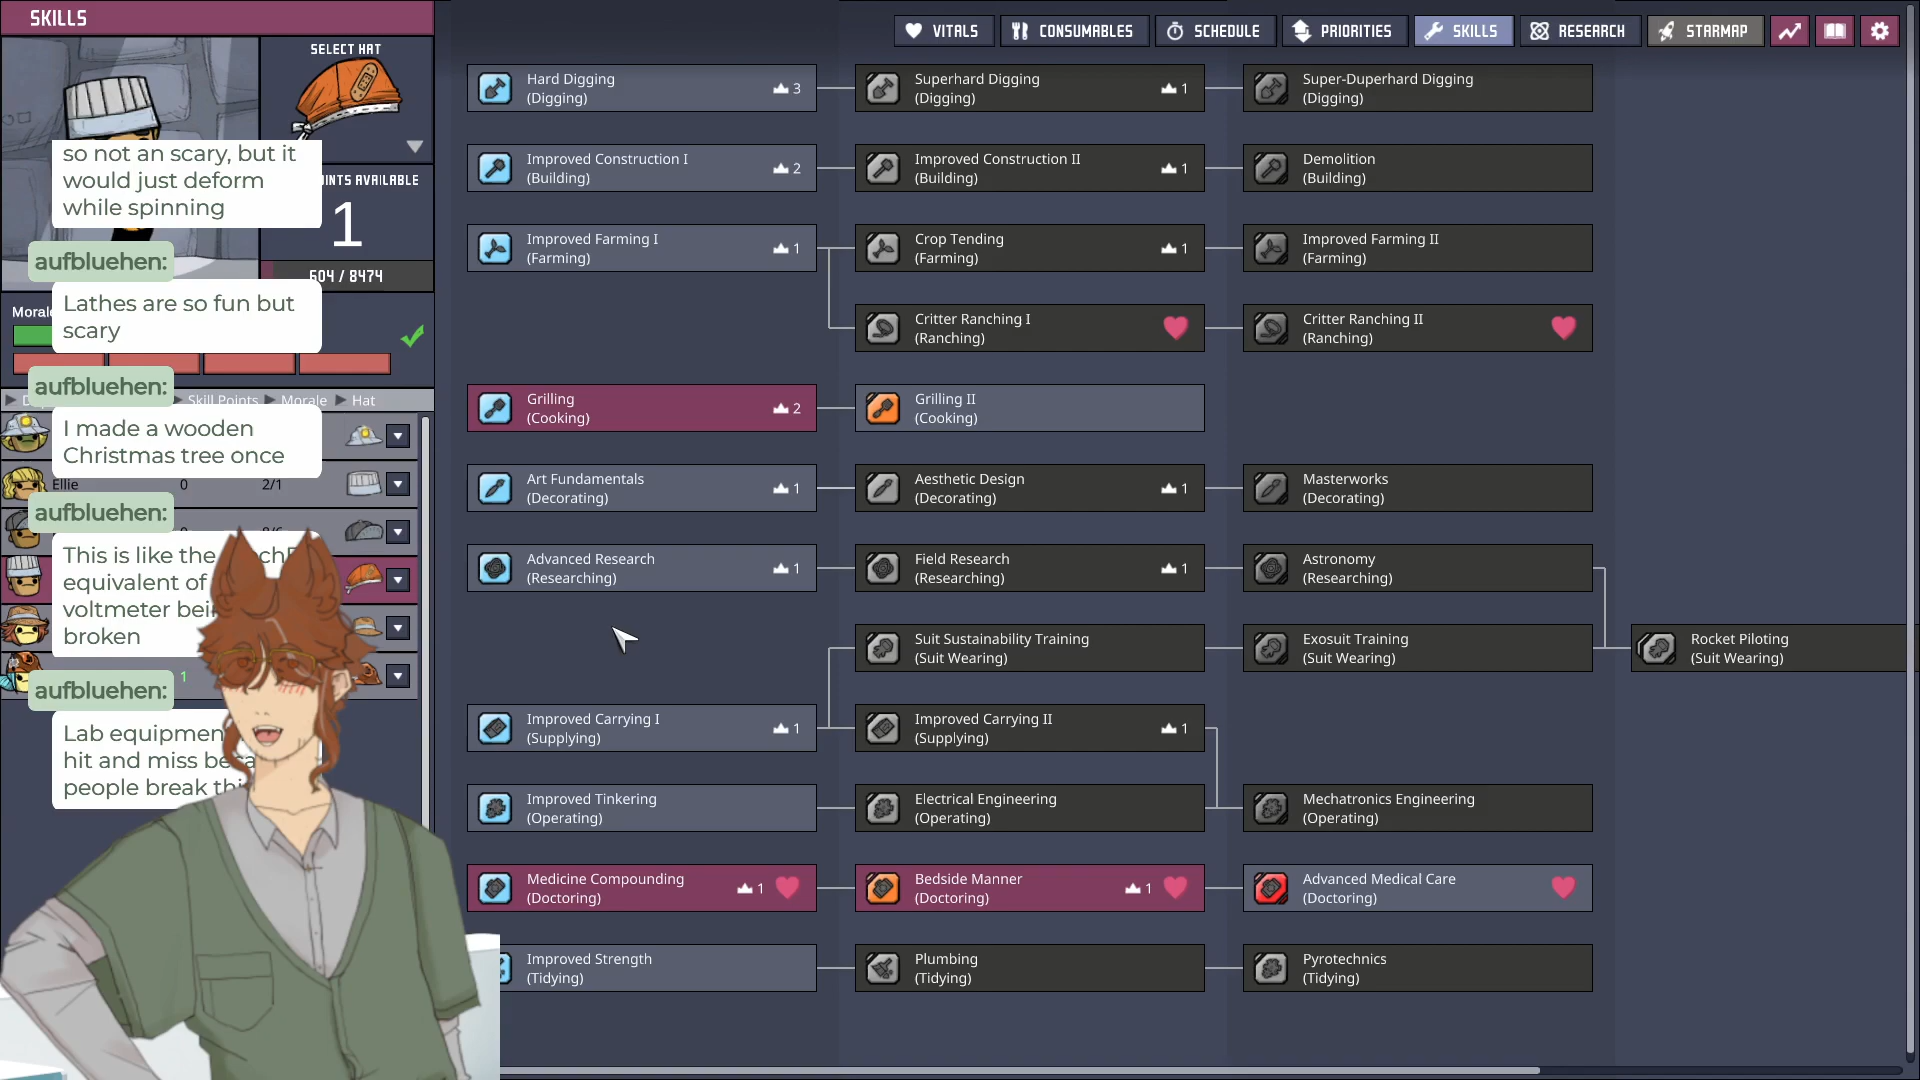 SKILLS
VITALS
CONSUMABLES
SCHEDULE
PRIORITIES
SKILLS
RESEARCH
STARMAP
SELECT HAT
INTS AVAILABLE
1
604 / 8474
so not an scary, but it
would just deform
while spinning
aufbluehen:
Lathes are so fun but
scary
aufbluehen:
I made a wooden
Christmas tree once
aufbluehen:
This is like the
equivalent of
voltmeter
broken
aufbluehen:
Lab equipmen
hit and miss
people break
Skill Points
Morale
Hat
Ellie
0
2/1
1
Hard Digging
(Digging)
3
Superhard Digging
(Digging)
1
Super-Duperhard Digging
(Digging)
Improved Construction I
(Building)
2
Improved Construction II
(Building)
1
Demolition
(Building)
Improved Farming I
(Farming)
1
Crop Tending
(Farming)
1
Improved Farming II
(Farming)
Critter Ranching I
(Ranching)
Critter Ranching II
(Ranching)
Grilling
(Cooking)
2
Grilling II
(Cooking)
Art Fundamentals
(Decorating)
1
Aesthetic Design
(Decorating)
1
Masterworks
(Decorating)
Advanced Research
(Researching)
1
Field Research
(Researching)
1
Astronomy
(Researching)
Suit Sustainability Training
(Suit Wearing)
Exosuit Training
(Suit Wearing)
Rocket Piloting
(Suit Wearing)
Improved Carrying I
(Supplying)
1
Improved Carrying II
(Supplying)
1
Improved Tinkering
(Operating)
Electrical Engineering
(Operating)
Mechatronics Engineering
(Operating)
Medicine Compounding
(Doctoring)
1
Bedside Manner
(Doctoring)
1
Advanced Medical Care
(Doctoring)
Improved Strength
(Tidying)
Plumbing
(Tidying)
Pyrotechnics
(Tidying)